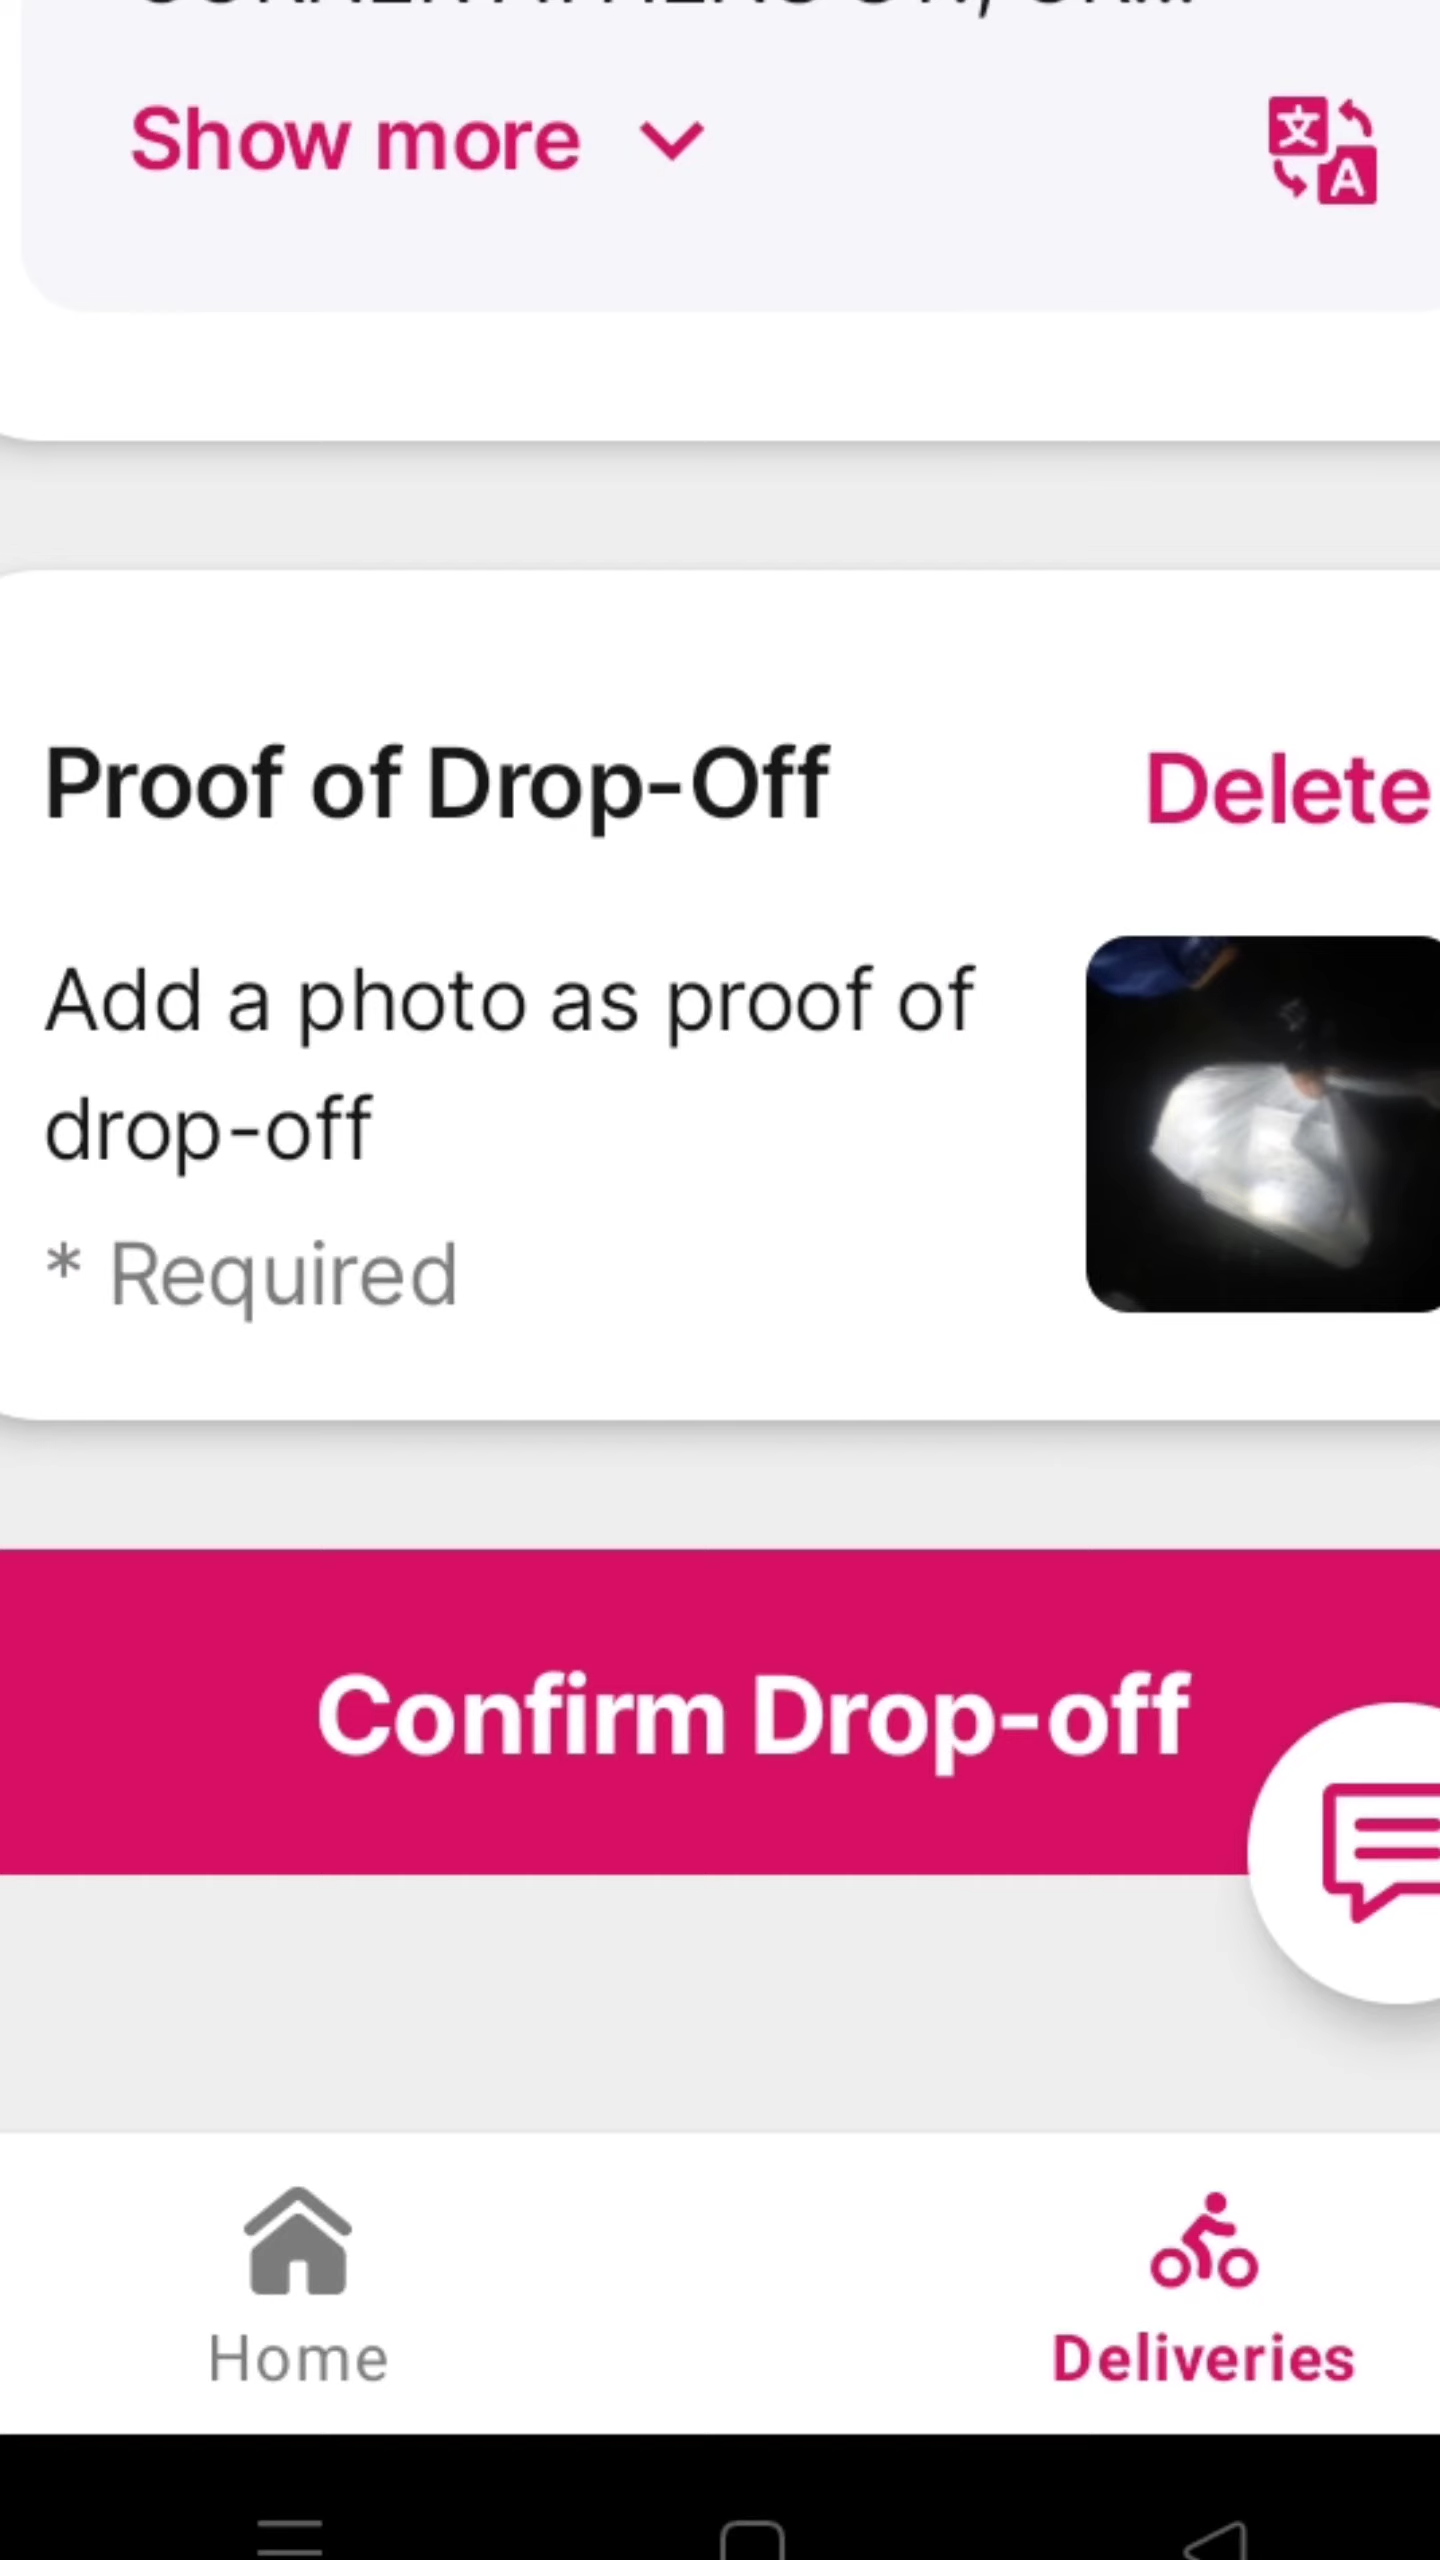 Show more
Proof of Drop-Off
Delete
Add a photo as proof of
drop-off
* Required
Confirm Drop-off
Home
Deliveries